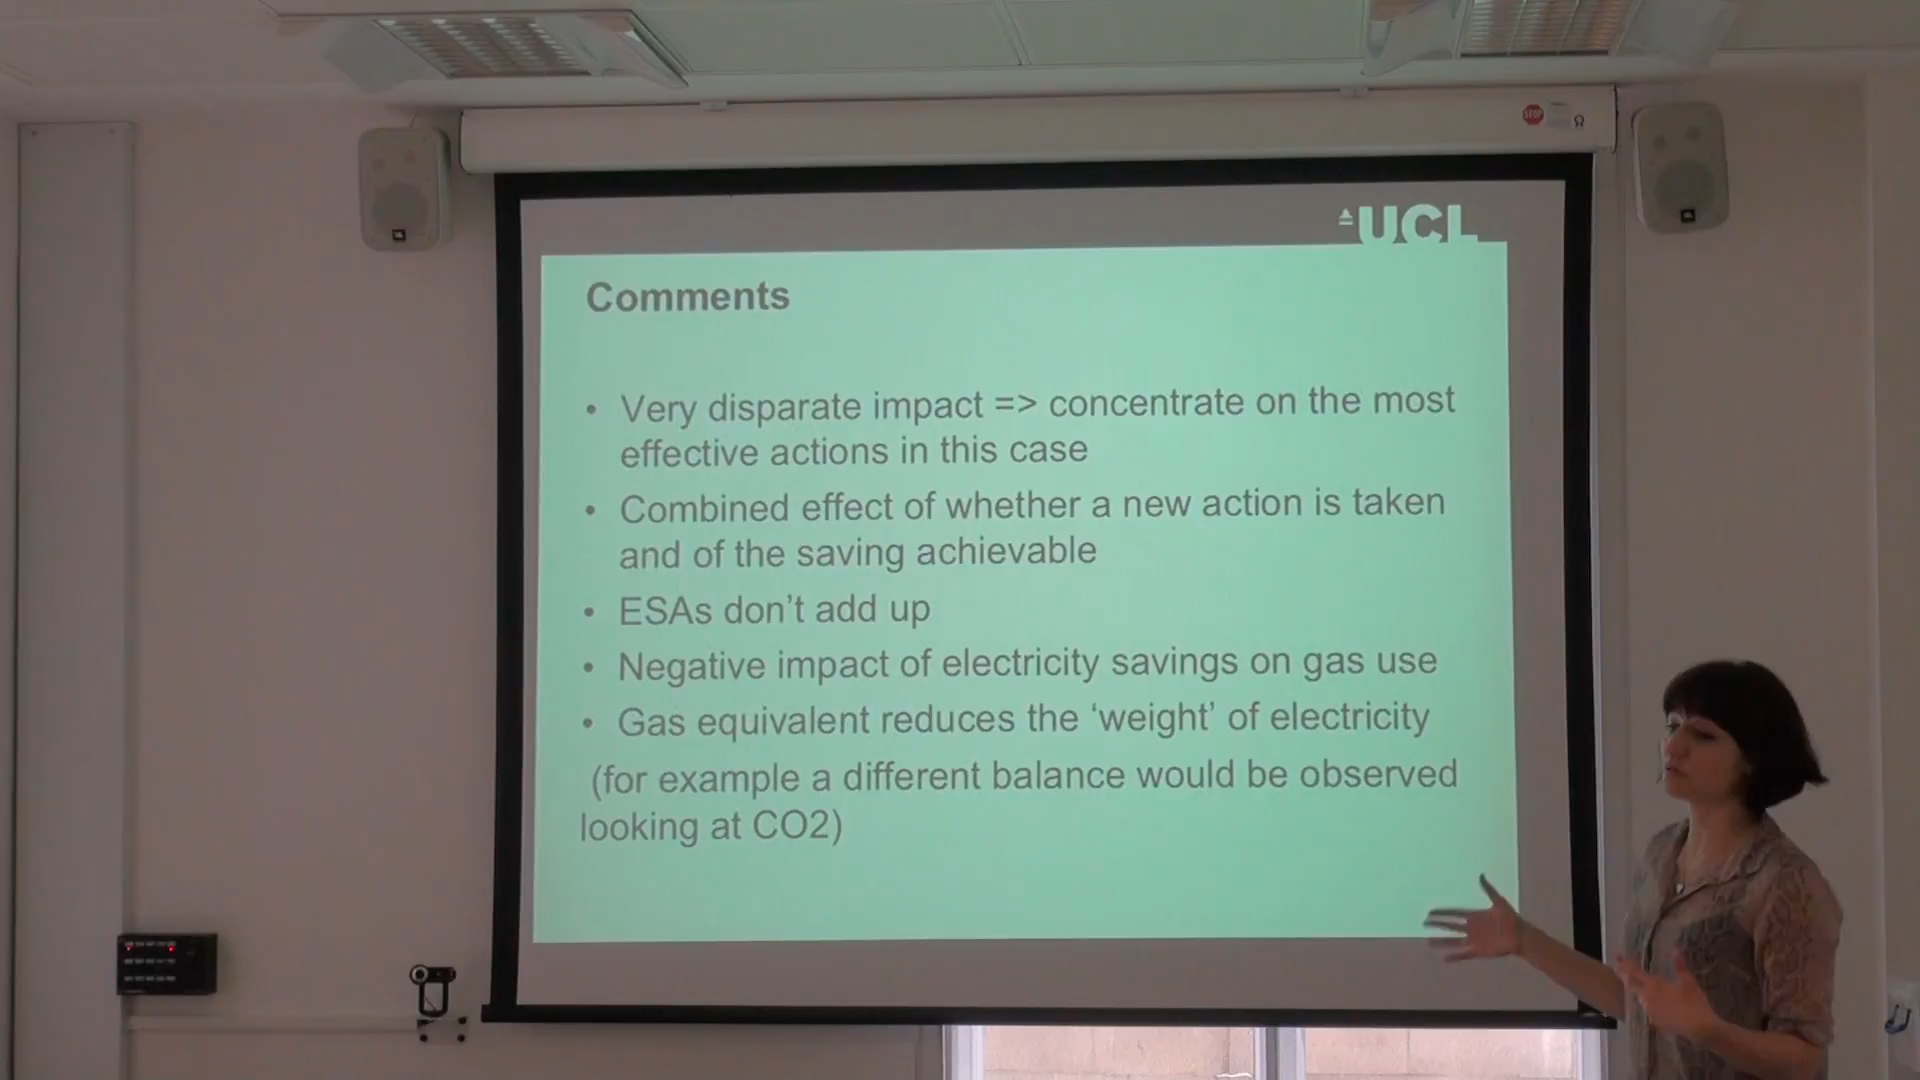 STOP
UCL
Comments
• Very disparate impact => concentrate on the most
effective actions in this case
• Combined effect of whether a new action is taken
and of the saving achievable
• ESAs don’t add up
• Negative impact of electricity savings on gas use
• Gas equivalent reduces the ‘weight’ of electricity
(for example a different balance would be observed
looking at CO2)